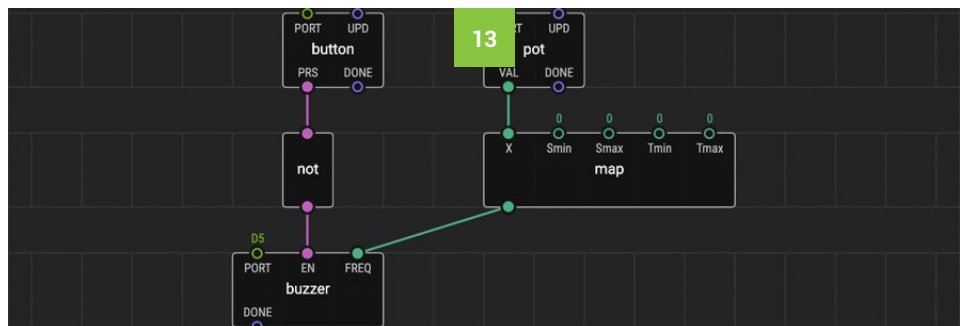 PORT UPD
button
PRS DONE
13
UPD
pot
VAL DONE
not
0 0 0 0
X Smin Smax Tmin Tmax
map
D5
PORT EN FREQ
buzzer
DONE